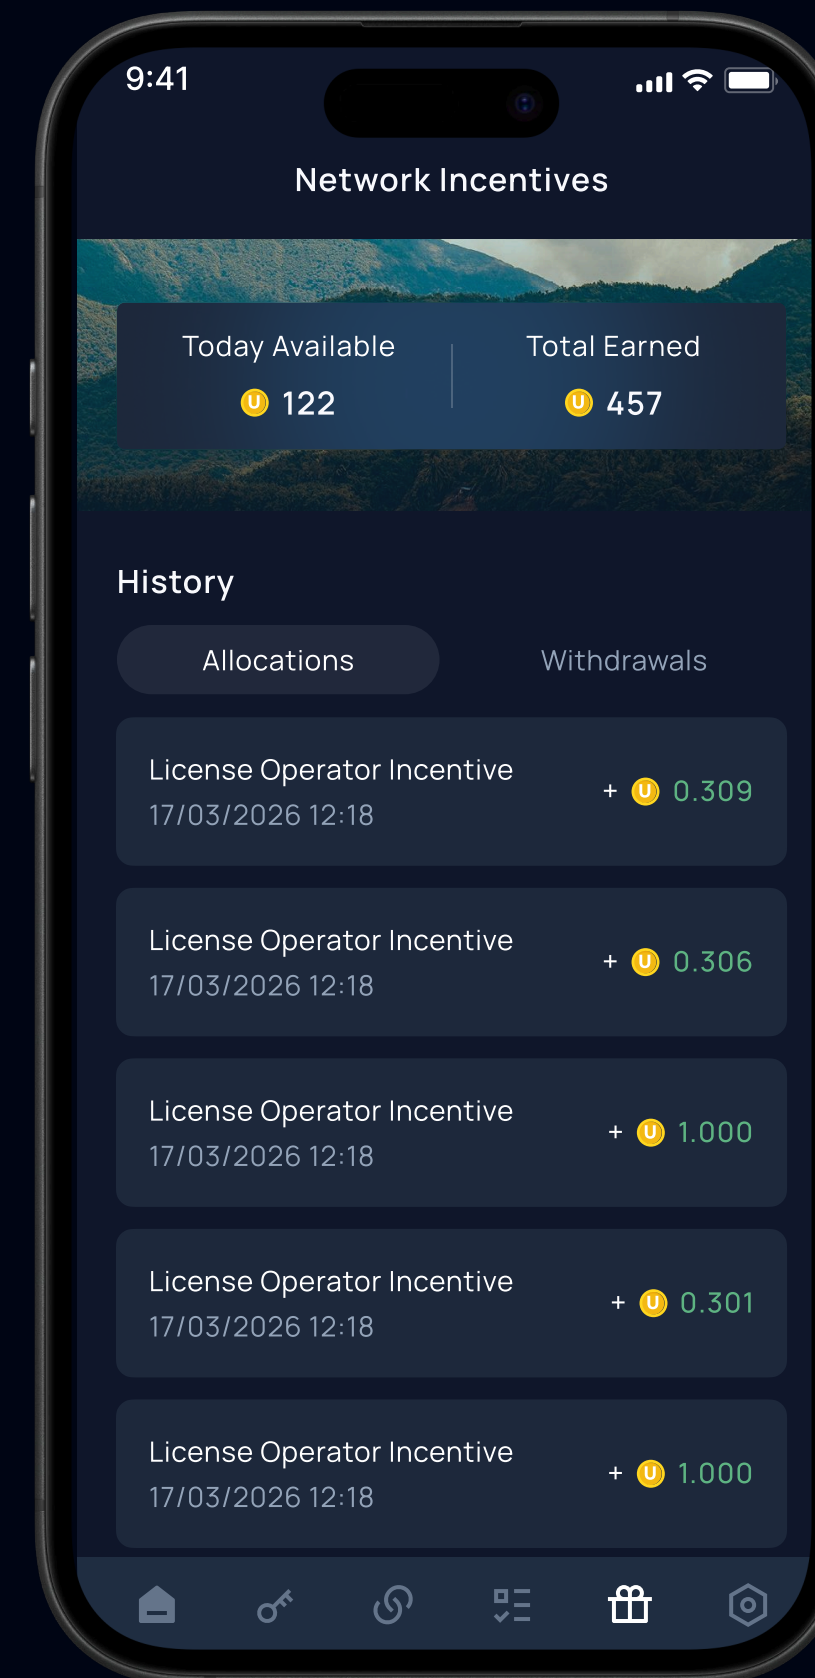 9:41
Network Incentives
Today Available
Total Earned
U 122
U 457
History
Allocations
Withdrawals
License Operator Incentive
+ U 0.309
17/03/2026 12:18
License Operator Incentive
+ U 0.306
17/03/2026 12:18
License Operator Incentive
+ U 1.000
17/03/2026 12:18
License Operator Incentive
+ U 0.301
17/03/2026 12:18
License Operator Incentive
+ U 1.000
17/03/2026 12:18